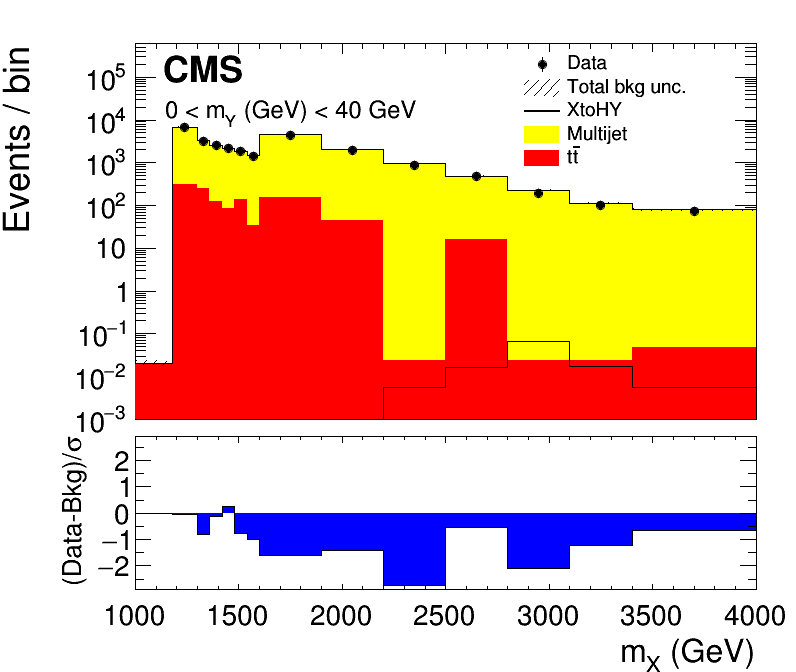 CMS
0 < m_Y (GeV) < 40 GeV
Data
Total bkg unc.
XtoHY
Multijet
tt̅
Events / bin
10^5
10^4
10^3
10^2
10
1
10^−1
10^−2
10^−3
(Data-Bkg)/σ
2
1
0
−1
−2
1000 1500 2000 2500 3000 3500 4000
m_X (GeV)